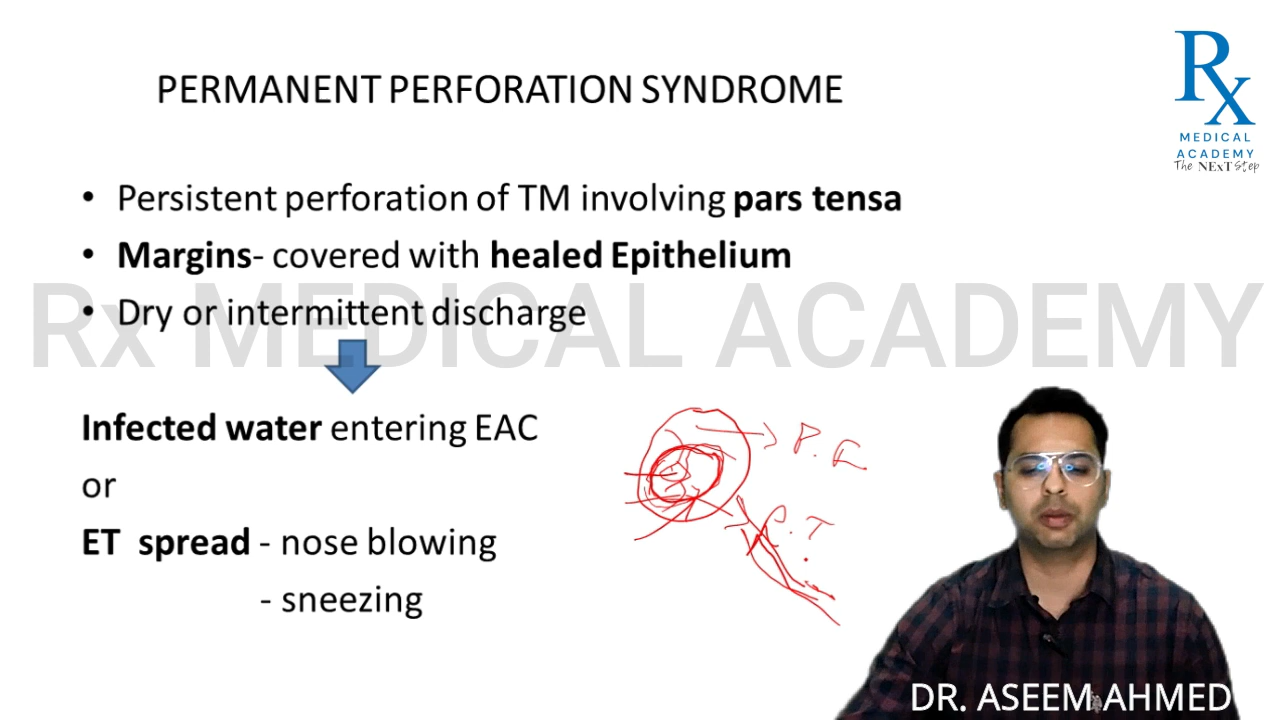 PERMANENT PERFORATION SYNDROME
Rx
MEDICAL
ACADEMY
The NExT Step
• Persistent perforation of TM involving pars tensa
• Margins- covered with healed Epithelium
• Dry or intermittent discharge
Rx MEDICAL ACADEMY
Infected water entering EAC
or
ET spread - nose blowing
- sneezing
P.T
DR. ASEEM AHMED